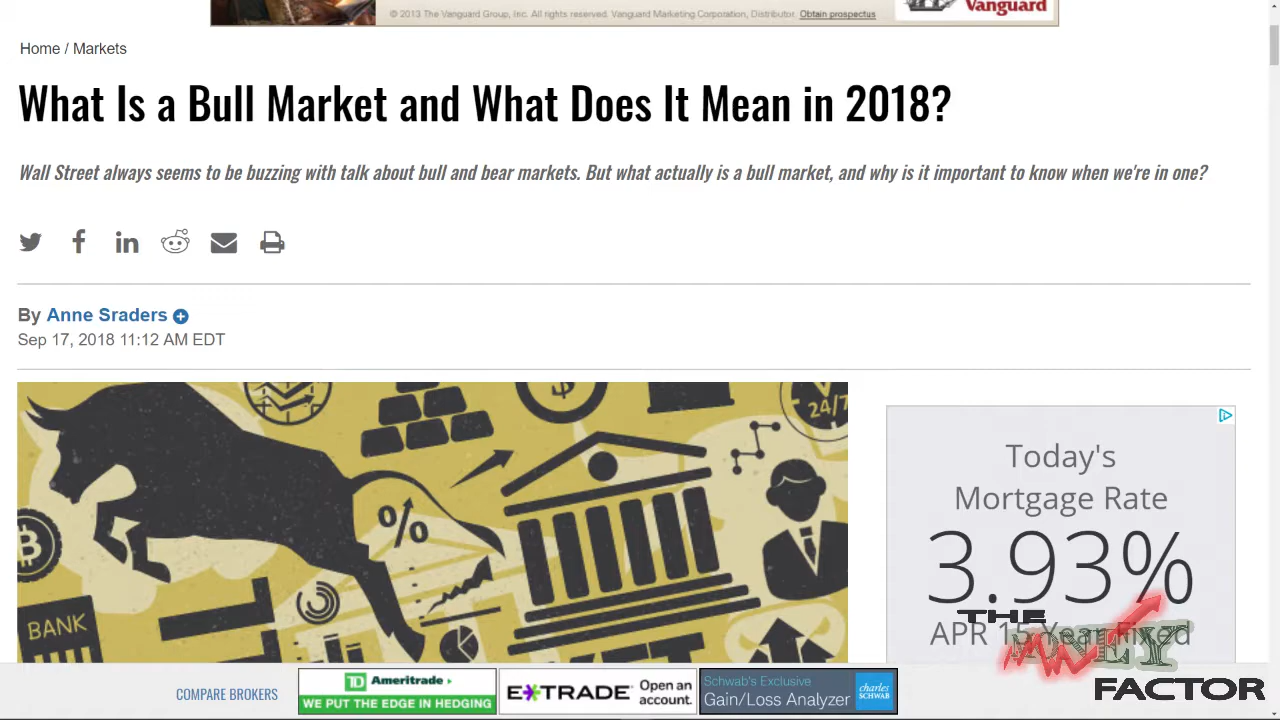 © 2013 The Vanguard Group, Inc. All rights reserved. Vanguard Marketing Corporation, Distributor. Obtain prospectus
Vanguard
Home / Markets
What Is a Bull Market and What Does It Mean in 2018?
Wall Street always seems to be buzzing with talk about bull and bear markets. But what actually is a bull market, and why is it important to know when we're in one?
By Anne Sraders
Sep 17, 2018 11:12 AM EDT
24/7
$
%
B
BANK
Today's
Mortgage Rate
3.93%
APR 15 Year Fixed
THE
MONEY
FACTOR
COMPARE BROKERS
TD Ameritrade
WE PUT THE EDGE IN HEDGING
E*TRADE
Open an
account.
Schwab's Exclusive
Gain/Loss Analyzer
charles
SCHWAB